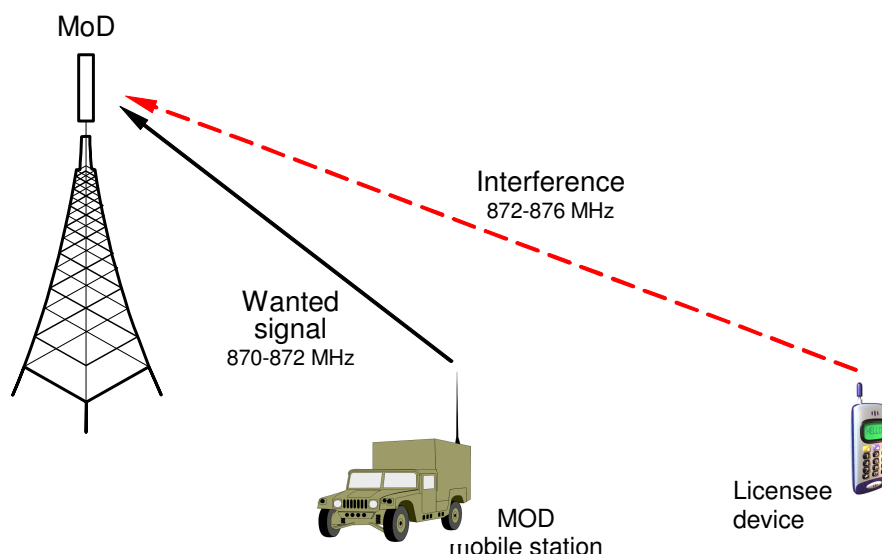 MoD
Interference
872-876 MHz
Wanted
signal
870-872 MHz
Licensee
device
MOD
mobile station